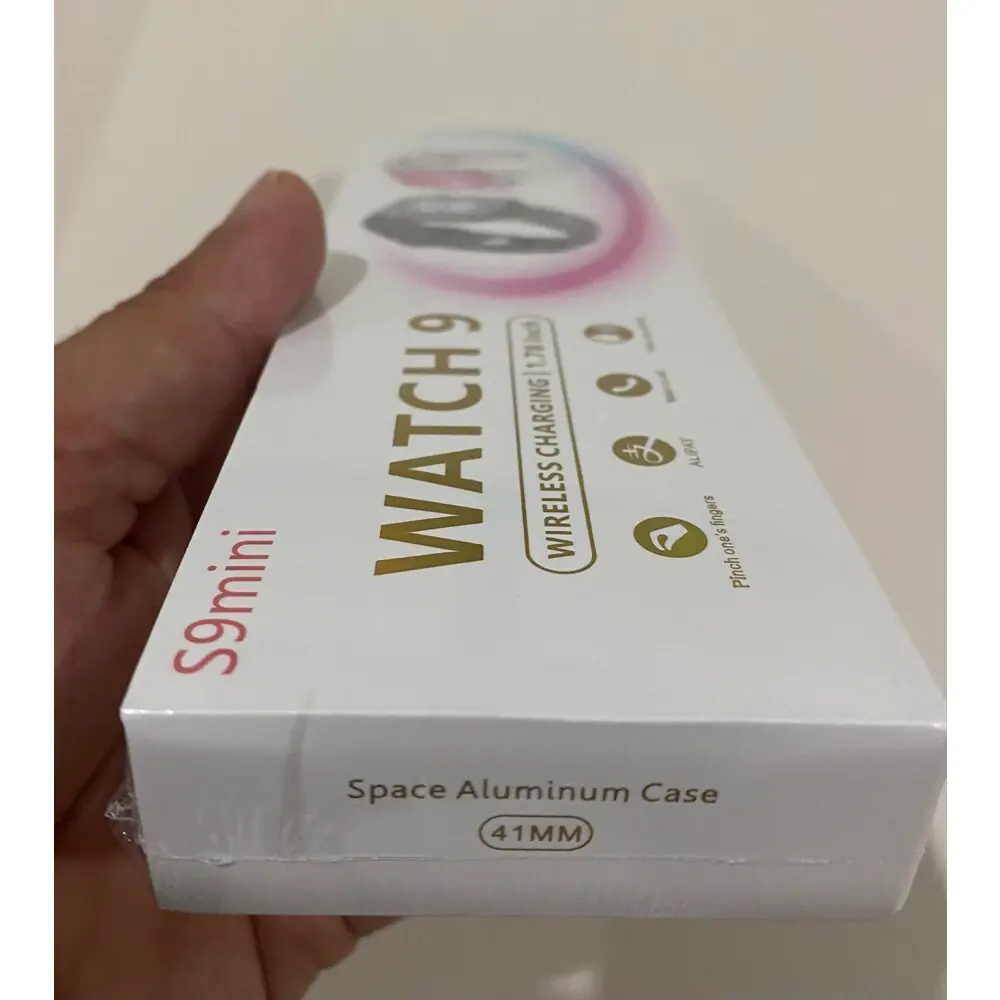 S9mini
WATCH 9
WIRELESS CHARGING | 1.78 Inch
Pinch one's fingers
ALIPAY
Space Aluminum Case
41MM